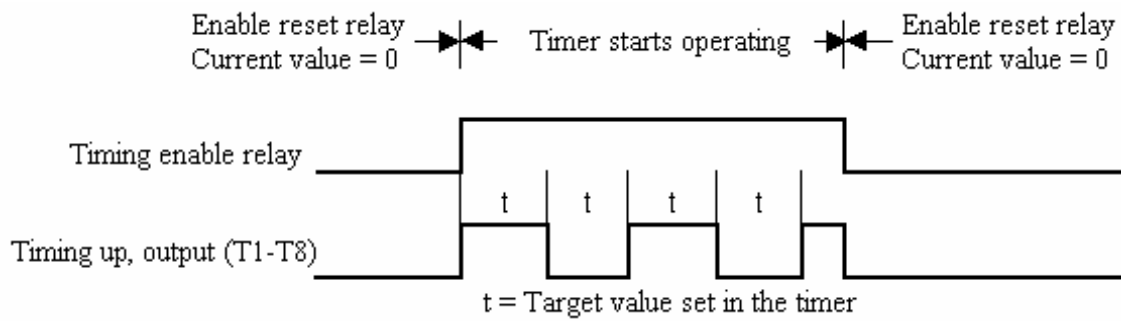 Enable reset relay
Current value = 0
Timer starts operating
Enable reset relay
Current value = 0
Timing enable relay
t
t
t
t
Timing up, output (T1-T8)
t = Target value set in the timer